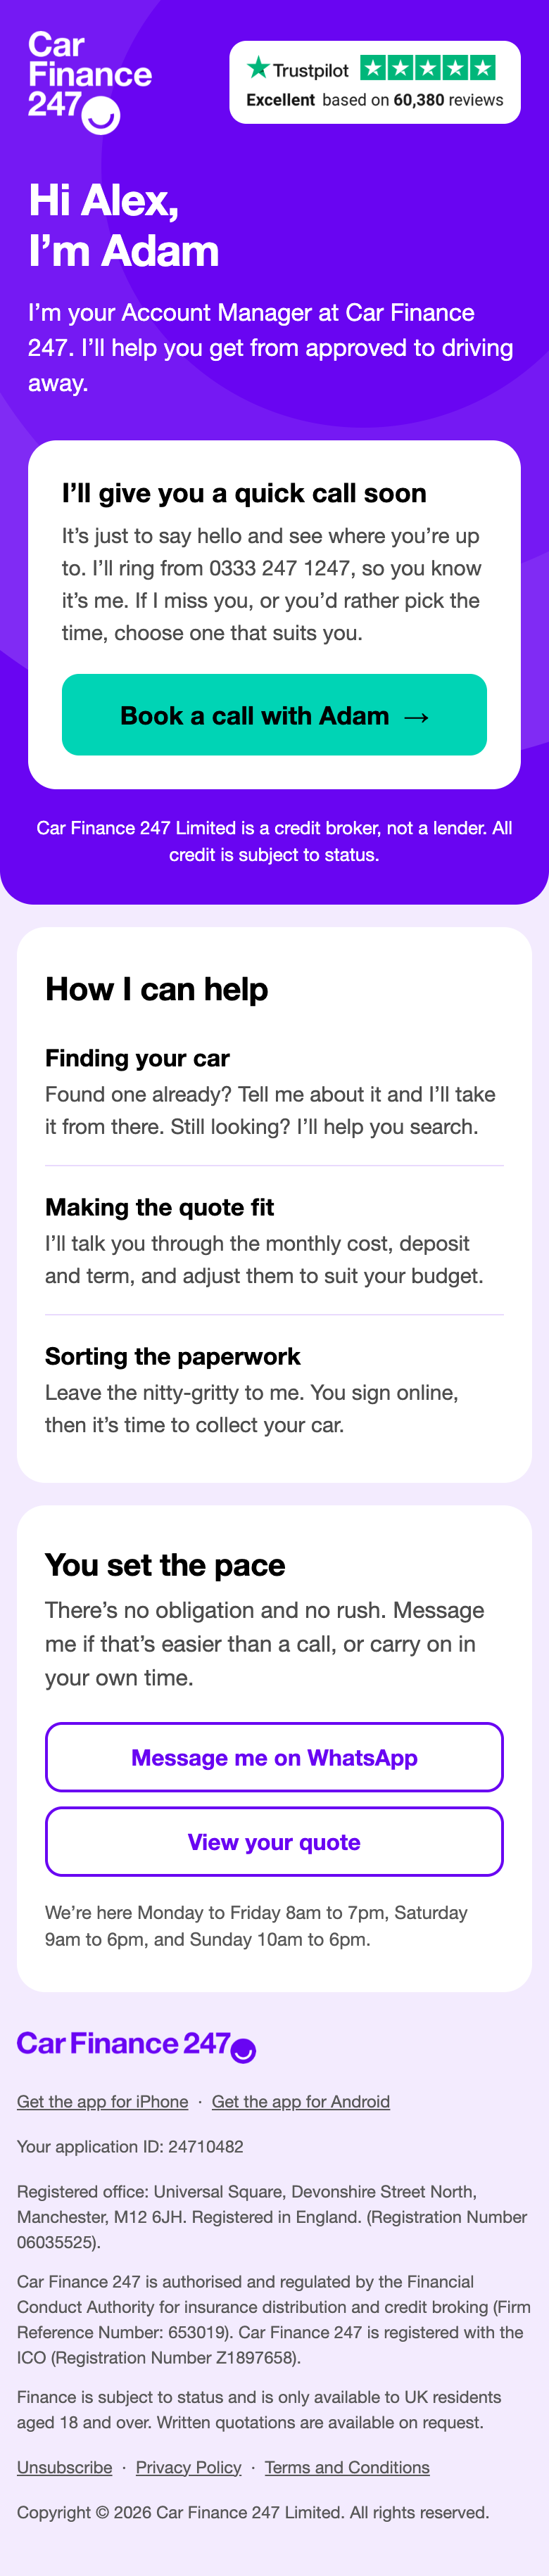 Car
Finance
247
Trustpilot
Excellent based on 60,380 reviews
Hi Alex,
I'm Adam
I'm your Account Manager at Car Finance
247. I'll help you get from approved to driving
away.
I'll give you a quick call soon
It's just to say hello and see where you're up
to. I'll ring from 0333 247 1247, so you know
it's me. If I miss you, or you'd rather pick the
time, choose one that suits you.
Book a call with Adam →
Car Finance 247 Limited is a credit broker, not a lender. All
credit is subject to status.
How I can help
Finding your car
Found one already? Tell me about it and I'll take
it from there. Still looking? I'll help you search.
Making the quote fit
I'll talk you through the monthly cost, deposit
and term, and adjust them to suit your budget.
Sorting the paperwork
Leave the nitty-gritty to me. You sign online,
then it's time to collect your car.
You set the pace
There's no obligation and no rush. Message
me if that's easier than a call, or carry on in
your own time.
Message me on WhatsApp
View your quote
We're here Monday to Friday 8am to 7pm, Saturday
9am to 6pm, and Sunday 10am to 6pm.
Car Finance 247
Get the app for iPhone · Get the app for Android
Your application ID: 24710482
Registered office: Universal Square, Devonshire Street North,
Manchester, M12 6JH. Registered in England. (Registration Number
06035525).
Car Finance 247 is authorised and regulated by the Financial
Conduct Authority for insurance distribution and credit broking (Firm
Reference Number: 653019). Car Finance 247 is registered with the
ICO (Registration Number Z1897658).
Finance is subject to status and is only available to UK residents
aged 18 and over. Written quotations are available on request.
Unsubscribe · Privacy Policy · Terms and Conditions
Copyright © 2026 Car Finance 247 Limited. All rights reserved.